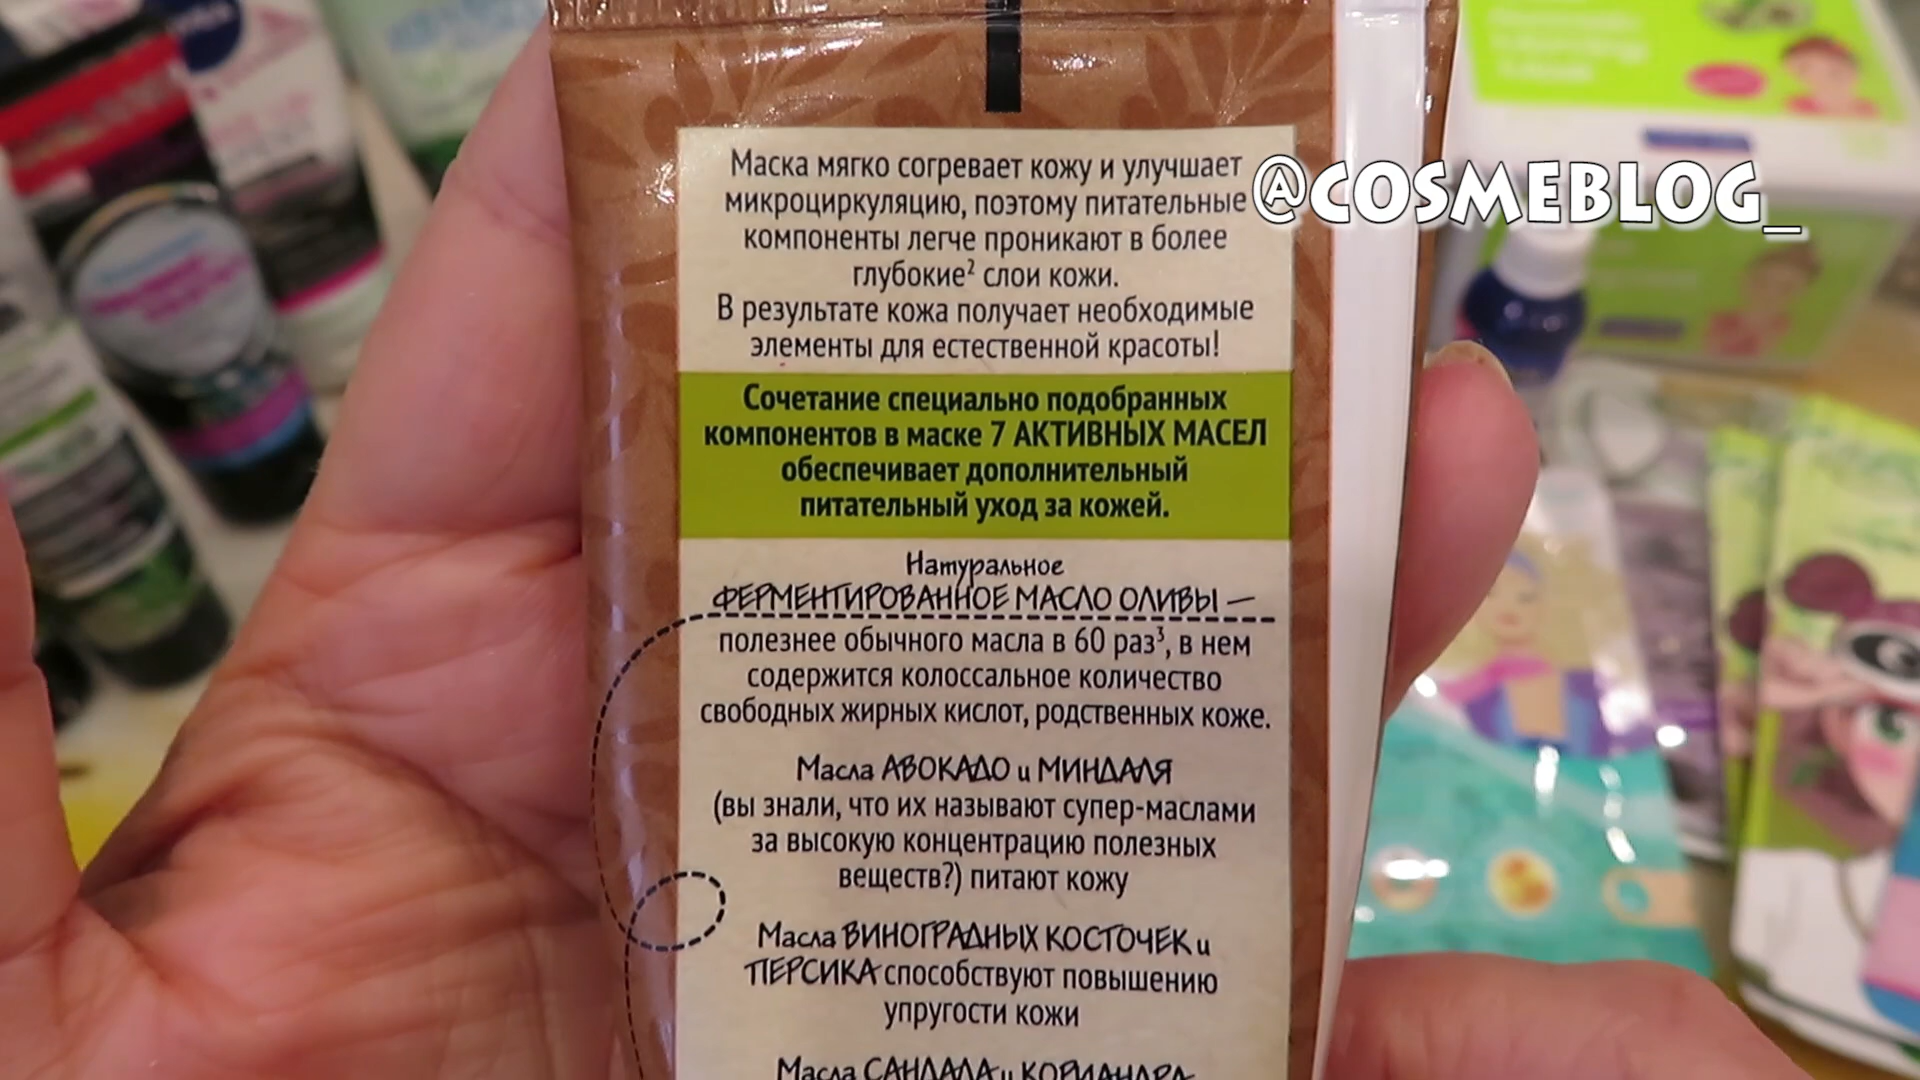 Маска мягко согревает кожу и улучшает
микроциркуляцию, поэтому питательные
компоненты легче проникают в более
глубокие² слои кожи.
В результате кожа получает необходимые
элементы для естественной красоты!
@COSMEBLOG_
Сочетание специально подобранных
компонентов в маске 7 АКТИВНЫХ МАСЕЛ
обеспечивает дополнительный
питательный уход за кожей.
Натуральное
ФЕРМЕНТИРОВАННОЕ МАСЛО ОЛИВЫ —
полезнее обычного масла в 60 раз³, в нем
содержится колоссальное количество
свободных жирных кислот, родственных коже.
Масла АВОКАДО и МИНДАЛЯ
(вы знали, что их называют супер-маслами
за высокую концентрацию полезных
веществ?) питают кожу
Масла ВИНОГРАДНЫХ КОСТОЧЕК и
ПЕРСИКА способствуют повышению
упругости кожи
Масла САНДАЛА и КОРИАНДРА